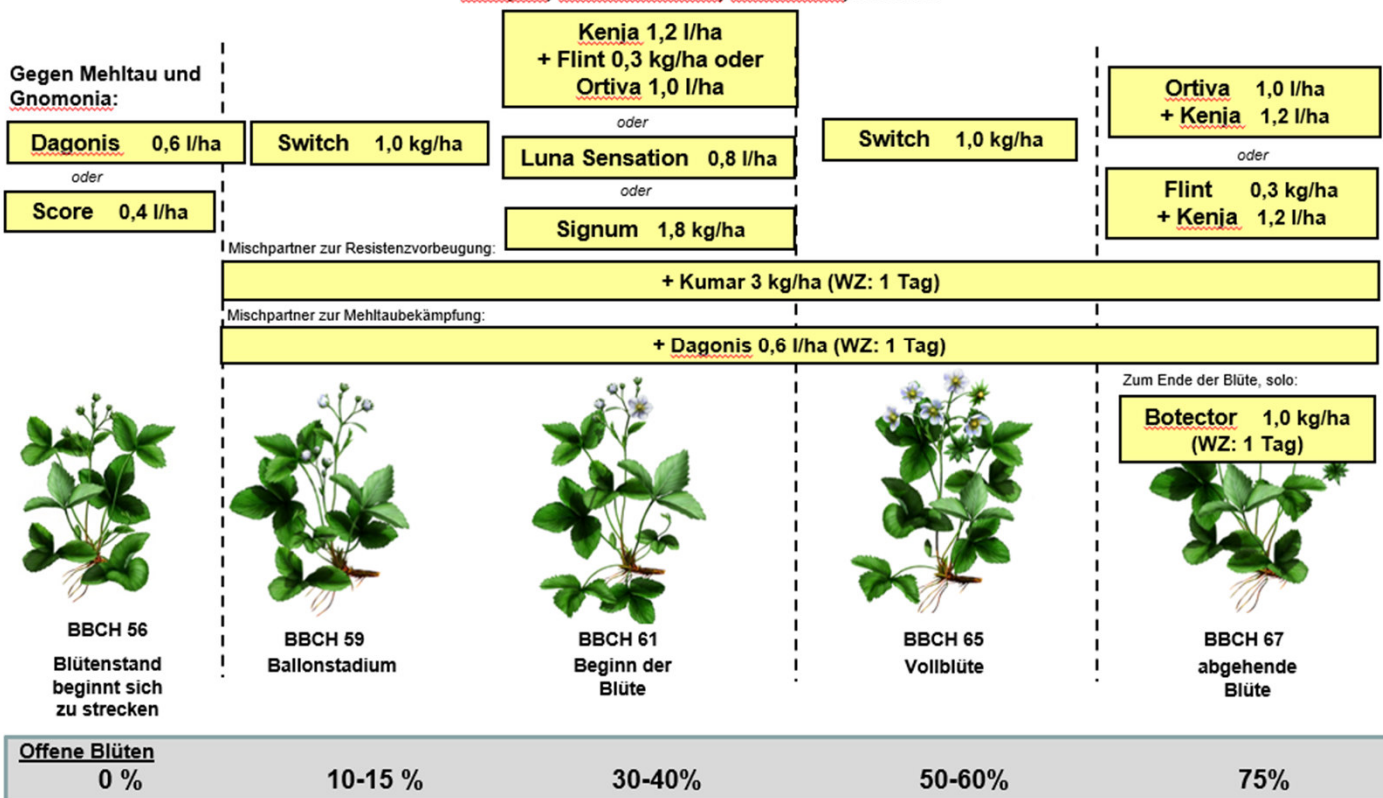 Gegen Mehltau und
Gnomonia:
Dagonis 0,6 l/ha
oder
Score 0,4 l/ha
Switch 1,0 kg/ha
Kenja 1,2 l/ha
+ Flint 0,3 kg/ha oder
Ortiva 1,0 l/ha
oder
Luna Sensation 0,8 l/ha
oder
Signum 1,8 kg/ha
Switch 1,0 kg/ha
Ortiva 1,0 l/ha
+ Kenja 1,2 l/ha
oder
Flint 0,3 kg/ha
+ Kenja 1,2 l/ha
Mischpartner zur Resistenzvorbeugung:
+ Kumar 3 kg/ha (WZ: 1 Tag)
Mischpartner zur Mehltaubekämpfung:
+ Dagonis 0,6 l/ha (WZ: 1 Tag)
Zum Ende der Blüte, solo:
Botector 1,0 kg/ha
(WZ: 1 Tag)
BBCH 56
Blütenstand
beginnt sich
zu strecken
BBCH 59
Ballonstadium
BBCH 61
Beginn der
Blüte
BBCH 65
Vollblüte
BBCH 67
abgehende
Blüte
Offene Blüten
0 % 10-15 % 30-40% 50-60% 75%